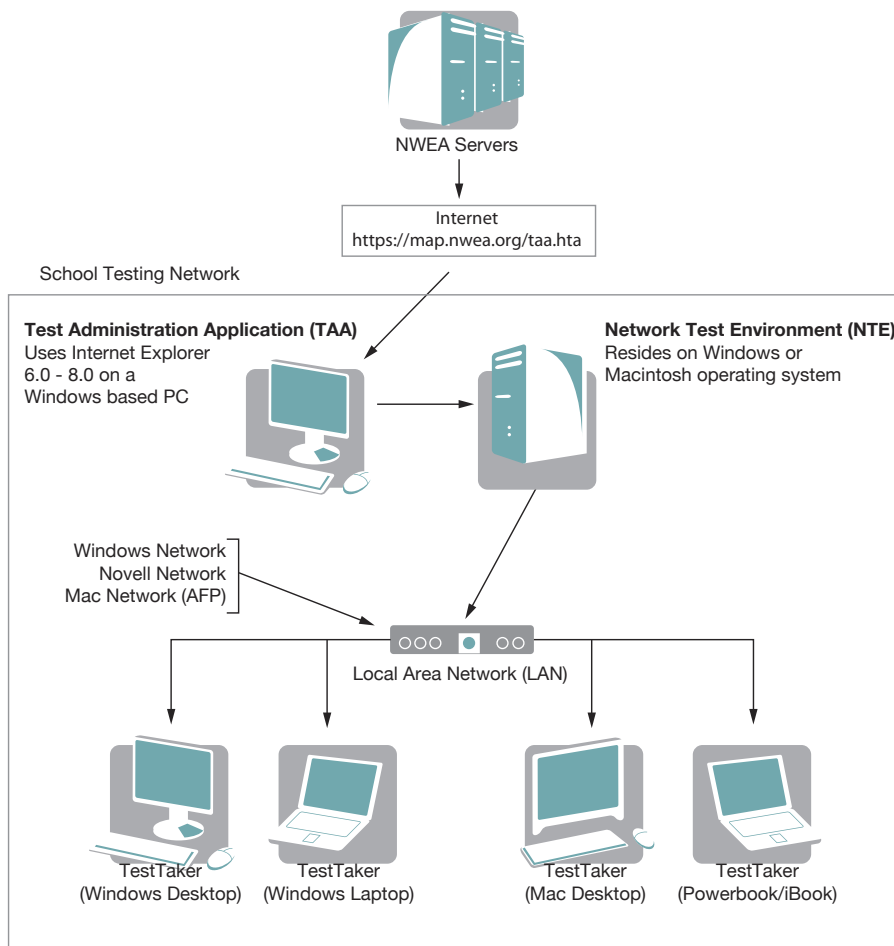 NWEA Servers
Internet
https://map.nwea.org/taa.hta
School Testing Network
Test Administration Application (TAA)
Uses Internet Explorer
6.0 - 8.0 on a
Windows based PC
Network Test Environment (NTE)
Resides on Windows or
Macintosh operating system
Windows Network
Novell Network
Mac Network (AFP)
Local Area Network (LAN)
TestTaker
(Windows Desktop)
TestTaker
(Windows Laptop)
TestTaker
(Mac Desktop)
TestTaker
(Powerbook/iBook)